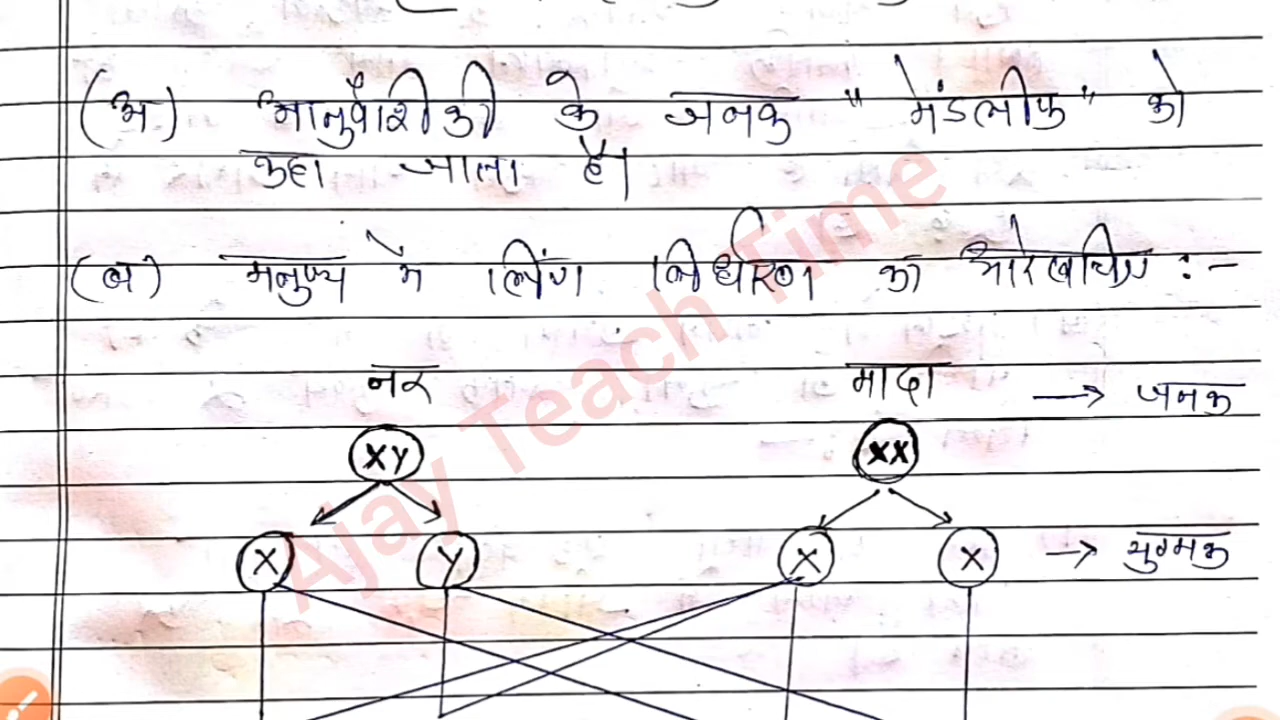 (अ) आनुवांशीकी के जनक " मेंडलीफ " को
कहा जाता है।
(ब) मनुष्य में लिंग निर्धारण का आरेखचित्र :-
नर मादा → जनक
XY XX
X Y X X → युग्मक
Ajay Teach Time